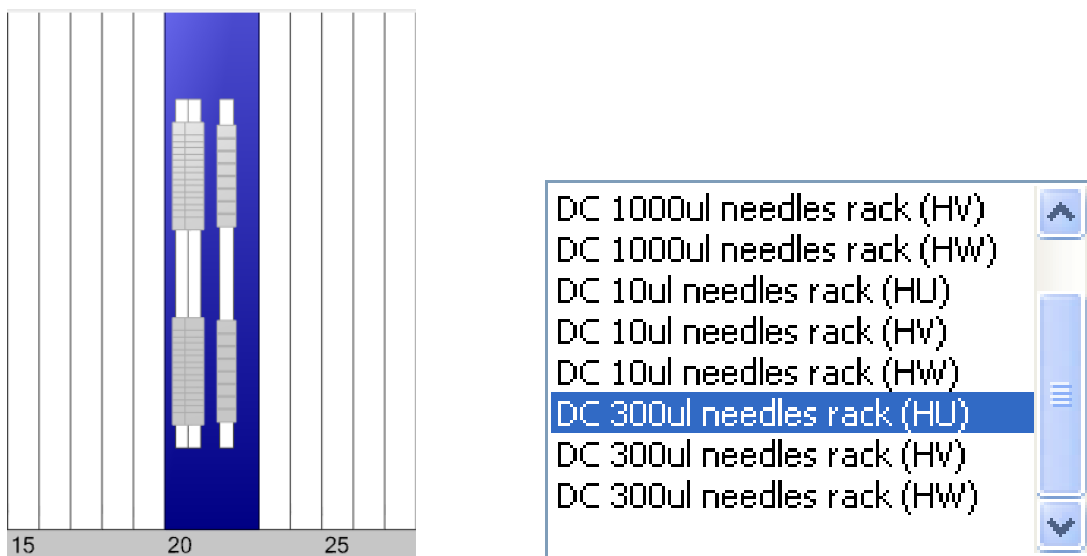 15 20 25
DC 1000ul needles rack (HV)
DC 1000ul needles rack (HW)
DC 10ul needles rack (HU)
DC 10ul needles rack (HV)
DC 10ul needles rack (HW)
DC 300ul needles rack (HU)
DC 300ul needles rack (HV)
DC 300ul needles rack (HW)